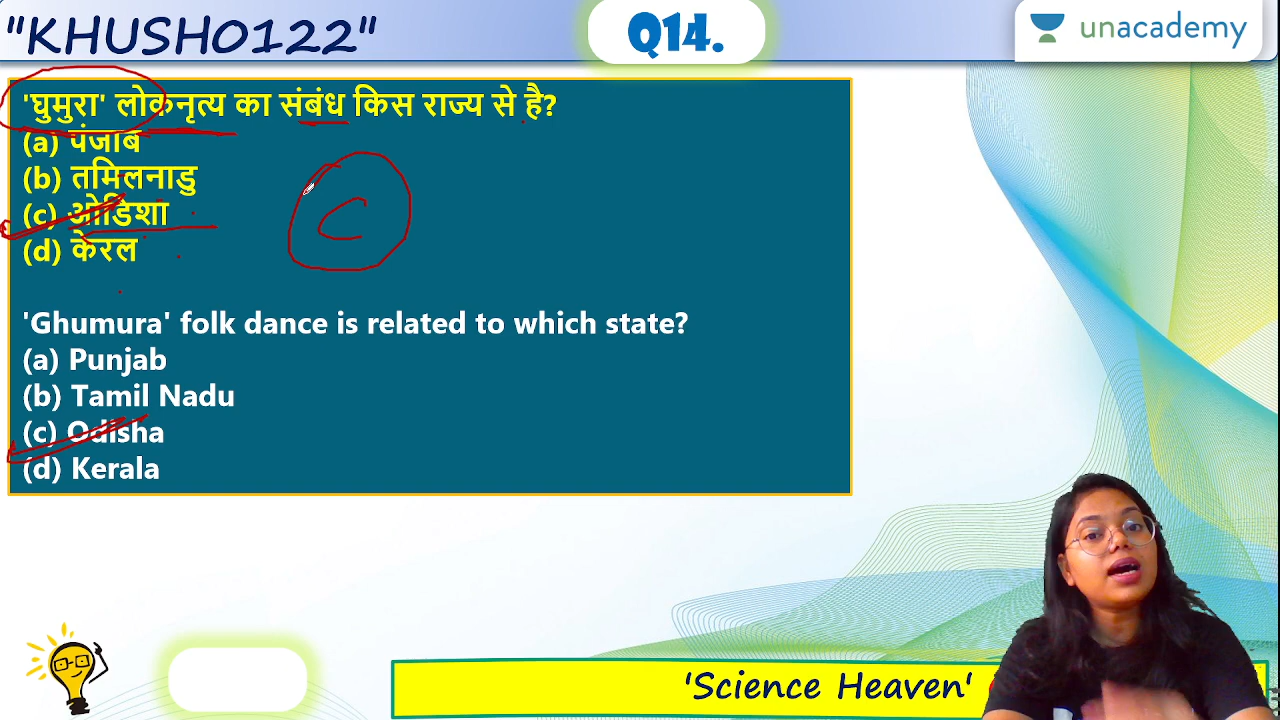 "KHUSHO122"
Q14.
unacademy
'घुमुरा' लोकनृत्य का संबंध किस राज्य से है?
(a) पंजाब
(b) तमिलनाडु
(c) ओडिशा
(d) केरल
C
'Ghumura' folk dance is related to which state?
(a) Punjab
(b) Tamil Nadu
(c) Odisha
(d) Kerala
'Science Heaven'